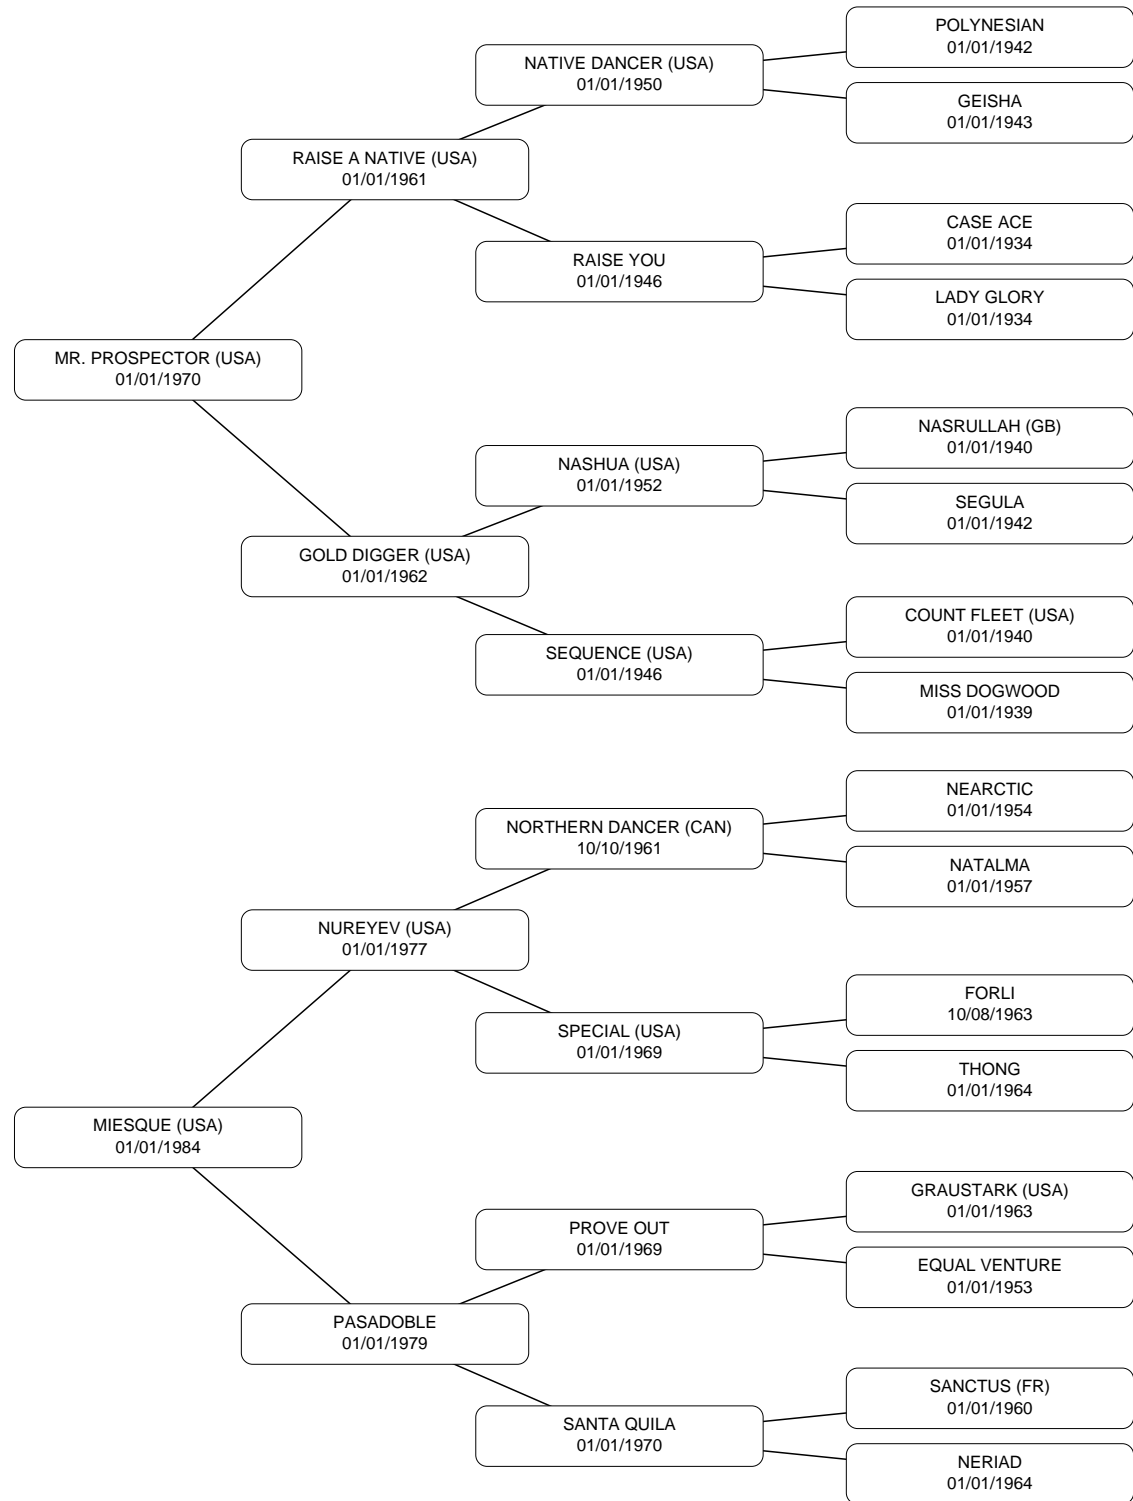 POLYNESIAN
01/01/1942
NATIVE DANCER (USA)
01/01/1950
GEISHA
01/01/1943
RAISE A NATIVE (USA)
01/01/1961
CASE ACE
01/01/1934
RAISE YOU
01/01/1946
LADY GLORY
01/01/1934
MR. PROSPECTOR (USA)
01/01/1970
NASRULLAH (GB)
01/01/1940
NASHUA (USA)
01/01/1952
SEGULA
01/01/1942
GOLD DIGGER (USA)
01/01/1962
COUNT FLEET (USA)
01/01/1940
SEQUENCE (USA)
01/01/1946
MISS DOGWOOD
01/01/1939
NEARCTIC
01/01/1954
NORTHERN DANCER (CAN)
10/10/1961
NATALMA
01/01/1957
NUREYEV (USA)
01/01/1977
FORLI
10/08/1963
SPECIAL (USA)
01/01/1969
THONG
01/01/1964
MIESQUE (USA)
01/01/1984
GRAUSTARK (USA)
01/01/1963
PROVE OUT
01/01/1969
EQUAL VENTURE
01/01/1953
PASADOBLE
01/01/1979
SANCTUS (FR)
01/01/1960
SANTA QUILA
01/01/1970
NERIAD
01/01/1964